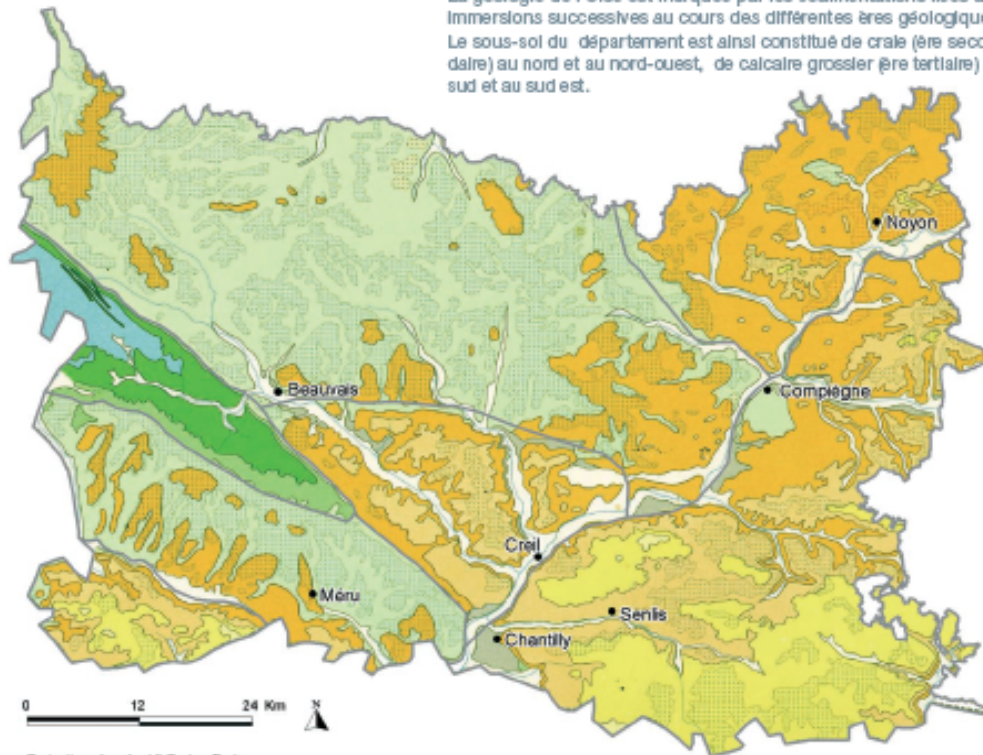 immersions successives au cours des différentes ères géologique
Le sous-sol du département est ainsi constitué de craie (ère seco
daire) au nord et au nord-ouest, de calcaire grossier (ère tertiaire)
sud et au sud est.
Noyon
Beauvais
Compiègne
Creil
Méru
Senlis
Chantilly
0 12 24 Km
N